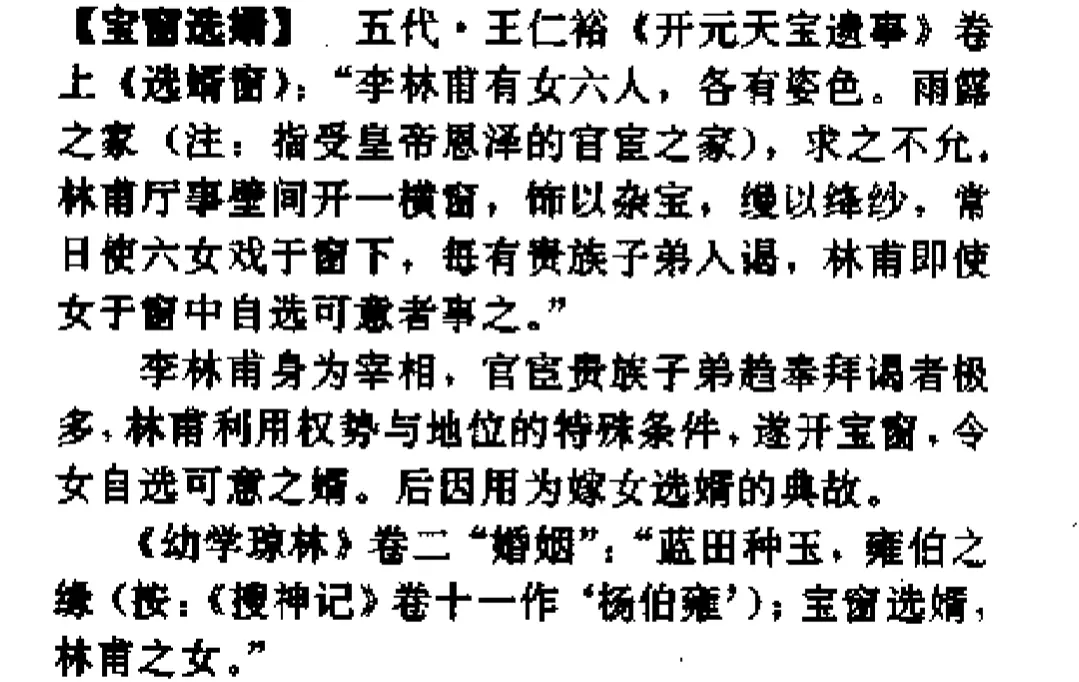 【宝窗选婿】 五代·王仁裕《开元天宝遗事》卷
上《选婿窗》：“李林甫有女六人，各有姿色。雨露
之家（注：指受皇帝恩泽的官宦之家），求之不允。
林甫厅事壁间开一横窗，饰以杂宝，缦以绛纱，常
日使六女戏于窗下，每有贵族子弟入谒，林甫即使
女于窗中自选可意者事之。”
李林甫身为宰相，官宦贵族子弟趋奉拜谒者极
多，林甫利用权势与地位的特殊条件，遂开宝窗，令
女自选可意之婿。后因用为嫁女选婿的典故。
《幼学琼林》卷二“婚姻”：“蓝田种玉，雍伯之
缘（按：《搜神记》卷十一作‘杨伯雍’）；宝窗选婿，
林甫之女。”